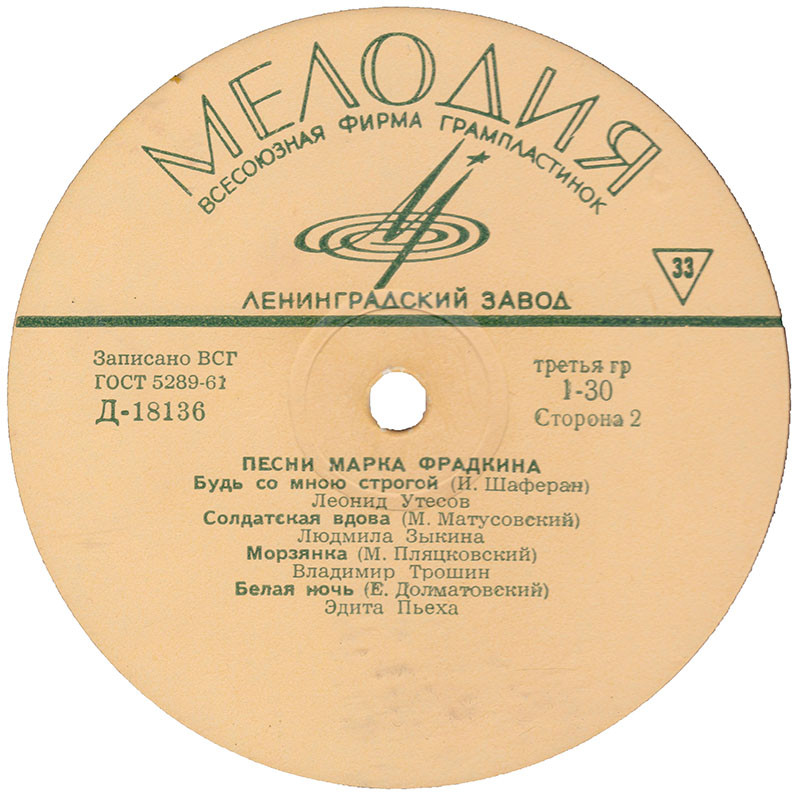 МЕЛОДИЯ
ВСЕСОЮЗНАЯ ФИРМА ГРАМПЛАСТИНОК
33
ЛЕНИНГРАДСКИЙ ЗАВОД
Записано ВСГ
ГОСТ 5289-61
Д-18136
третья гр
1-30
Сторона 2
ПЕСНИ МАРКА ФРАДКИНА
Будь со мною строгой (И. Шаферан)
Леонид Утесов
Солдатская вдова (М. Матусовский)
Людмила Зыкина
Морзянка (М. Пляцковский)
Владимир Трошин
Белая ночь (Е. Долматовский)
Эдита Пьеха